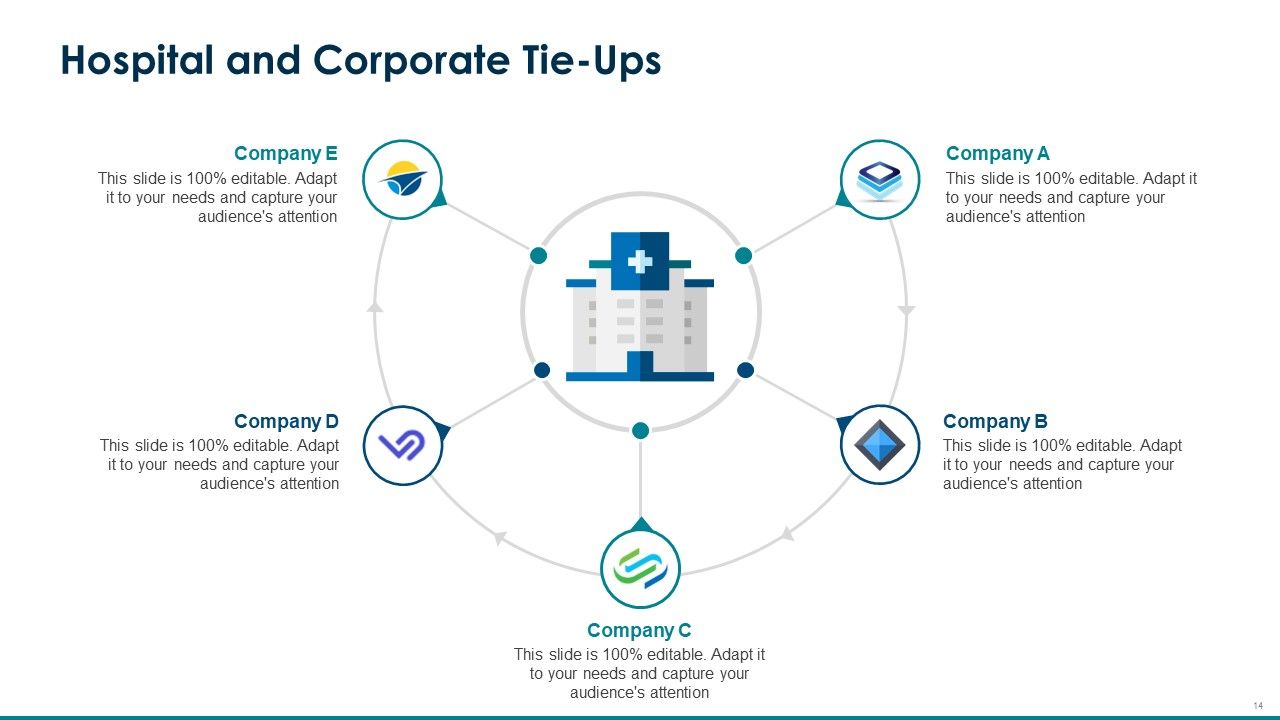 Hospital and Corporate Tie-Ups
Company E
This slide is 100% editable. Adapt
it to your needs and capture your
audience's attention
Company A
This slide is 100% editable. Adapt it
to your needs and capture your
audience's attention
Company D
This slide is 100% editable. Adapt
it to your needs and capture your
audience's attention
Company B
This slide is 100% editable. Adapt
it to your needs and capture your
audience's attention
Company C
This slide is 100% editable. Adapt it
to your needs and capture your
audience's attention
14